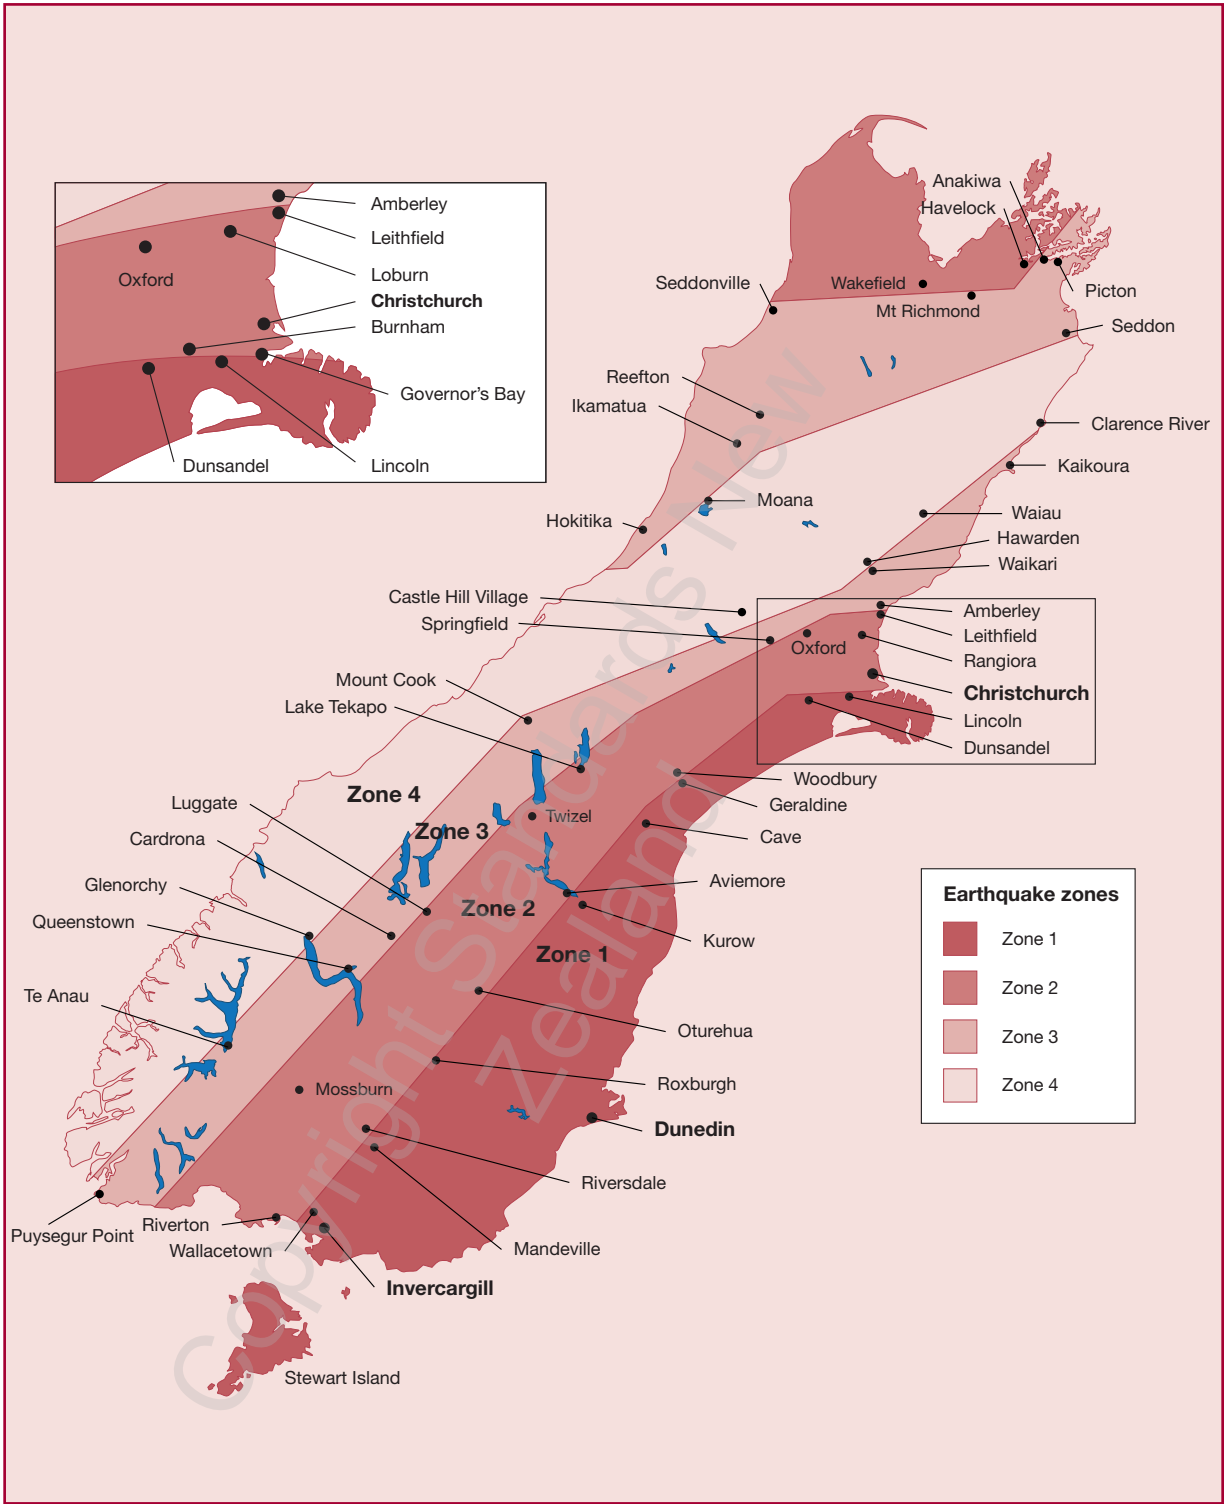 Amberley
Leithfield
Loburn
Oxford
Christchurch
Burnham
Governor’s Bay
Dunsandel
Lincoln
Anakiwa
Havelock
Seddonville
Wakefield
Mt Richmond
Picton
Seddon
Reefton
Ikamatua
Clarence River
Kaikoura
Moana
Hokitika
Waiau
Hawarden
Waikari
Castle Hill Village
Springfield
Amberley
Leithfield
Oxford
Rangiora
Christchurch
Lincoln
Dunsandel
Mount Cook
Lake Tekapo
Woodbury
Geraldine
Cave
Zone 4
Luggate
Zone 3
Twizel
Cardrona
Glenorchy
Aviemore
Zone 2
Queenstown
Kurow
Zone 1
Te Anau
Oturehua
Mossburn
Roxburgh
Dunedin
Riversdale
Puysegur Point
Riverton
Wallacetown
Mandeville
Invercargill
Stewart Island
Earthquake zones
Zone 1
Zone 2
Zone 3
Zone 4
Copyright Standards New
Zealand